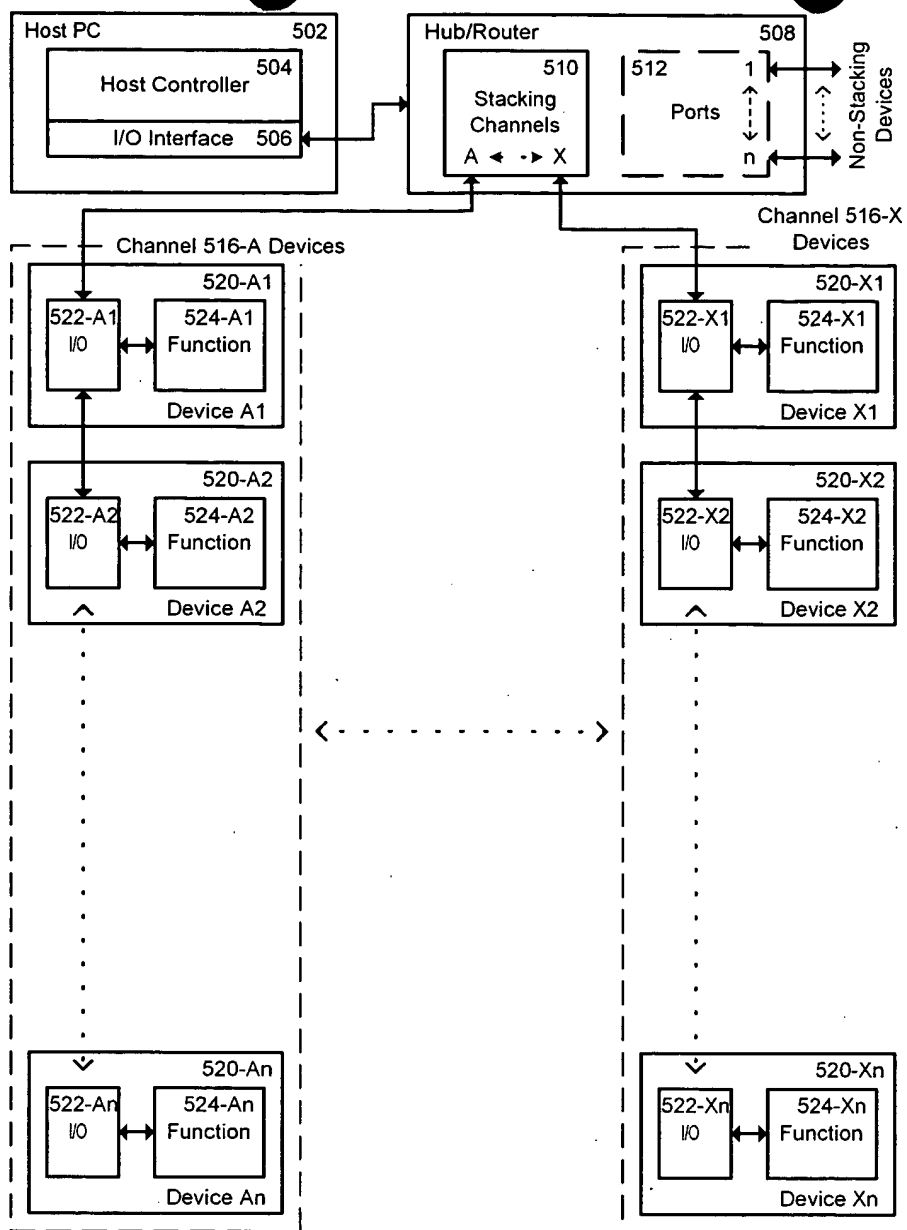 Host PC 502
504
Host Controller
I/O Interface 506
Hub/Router 508
510
Stacking
Channels
A X
512 1
Ports
n
Non-Stacking
Devices
Channel 516-A Devices
Channel 516-X
Devices
520-A1
522-A1
I/O
524-A1
Function
Device A1
520-X1
522-X1
I/O
524-X1
Function
Device X1
520-A2
522-A2
I/O
524-A2
Function
Device A2
520-X2
522-X2
I/O
524-X2
Function
Device X2
520-An
522-An
I/O
524-An
Function
Device An
520-Xn
522-Xn
I/O
524-Xn
Function
Device Xn